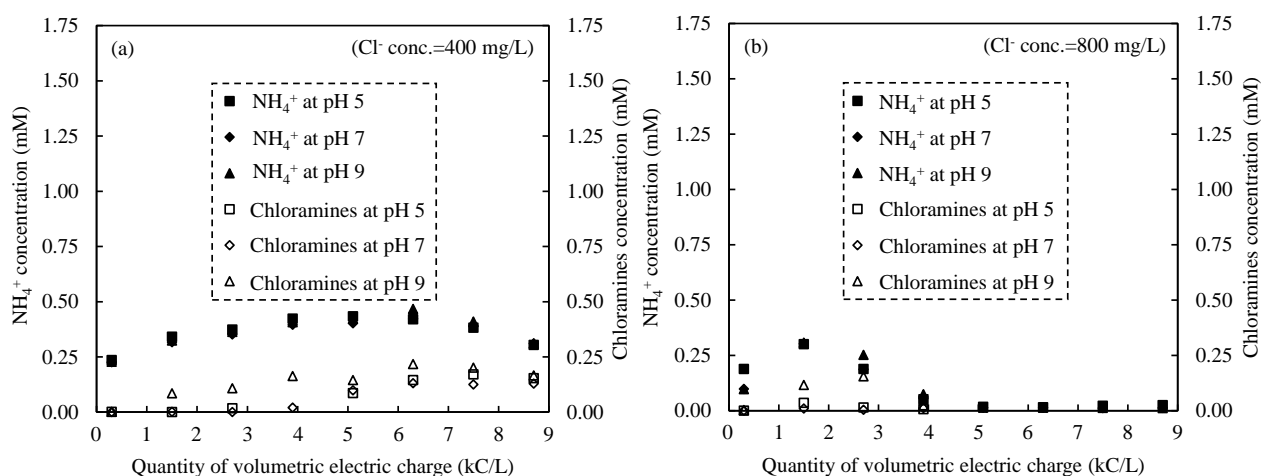 (a)
(Cl⁻ conc.=400 mg/L)
NH₄⁺ at pH 5
NH₄⁺ at pH 7
NH₄⁺ at pH 9
Chloramines at pH 5
Chloramines at pH 7
Chloramines at pH 9
1.75
1.50
1.25
1.00
0.75
0.50
0.25
0.00
NH₄⁺ concentration (mM)
1.75
1.50
1.25
1.00
0.75
0.50
0.25
0.00
Chloramines concentration (mM)
0 1 2 3 4 5 6 7 8 9
Quantity of volumetric electric charge (kC/L)
(b)
(Cl⁻ conc.=800 mg/L)
NH₄⁺ at pH 5
NH₄⁺ at pH 7
NH₄⁺ at pH 9
Chloramines at pH 5
Chloramines at pH 7
Chloramines at pH 9
1.75
1.50
1.25
1.00
0.75
0.50
0.25
0.00
NH₄⁺ concentration (mM)
1.75
1.50
1.25
1.00
0.75
0.50
0.25
0.00
Chloramines concentration (mM)
0 1 2 3 4 5 6 7 8 9
Quantity of volumetric electric charge (kC/L)